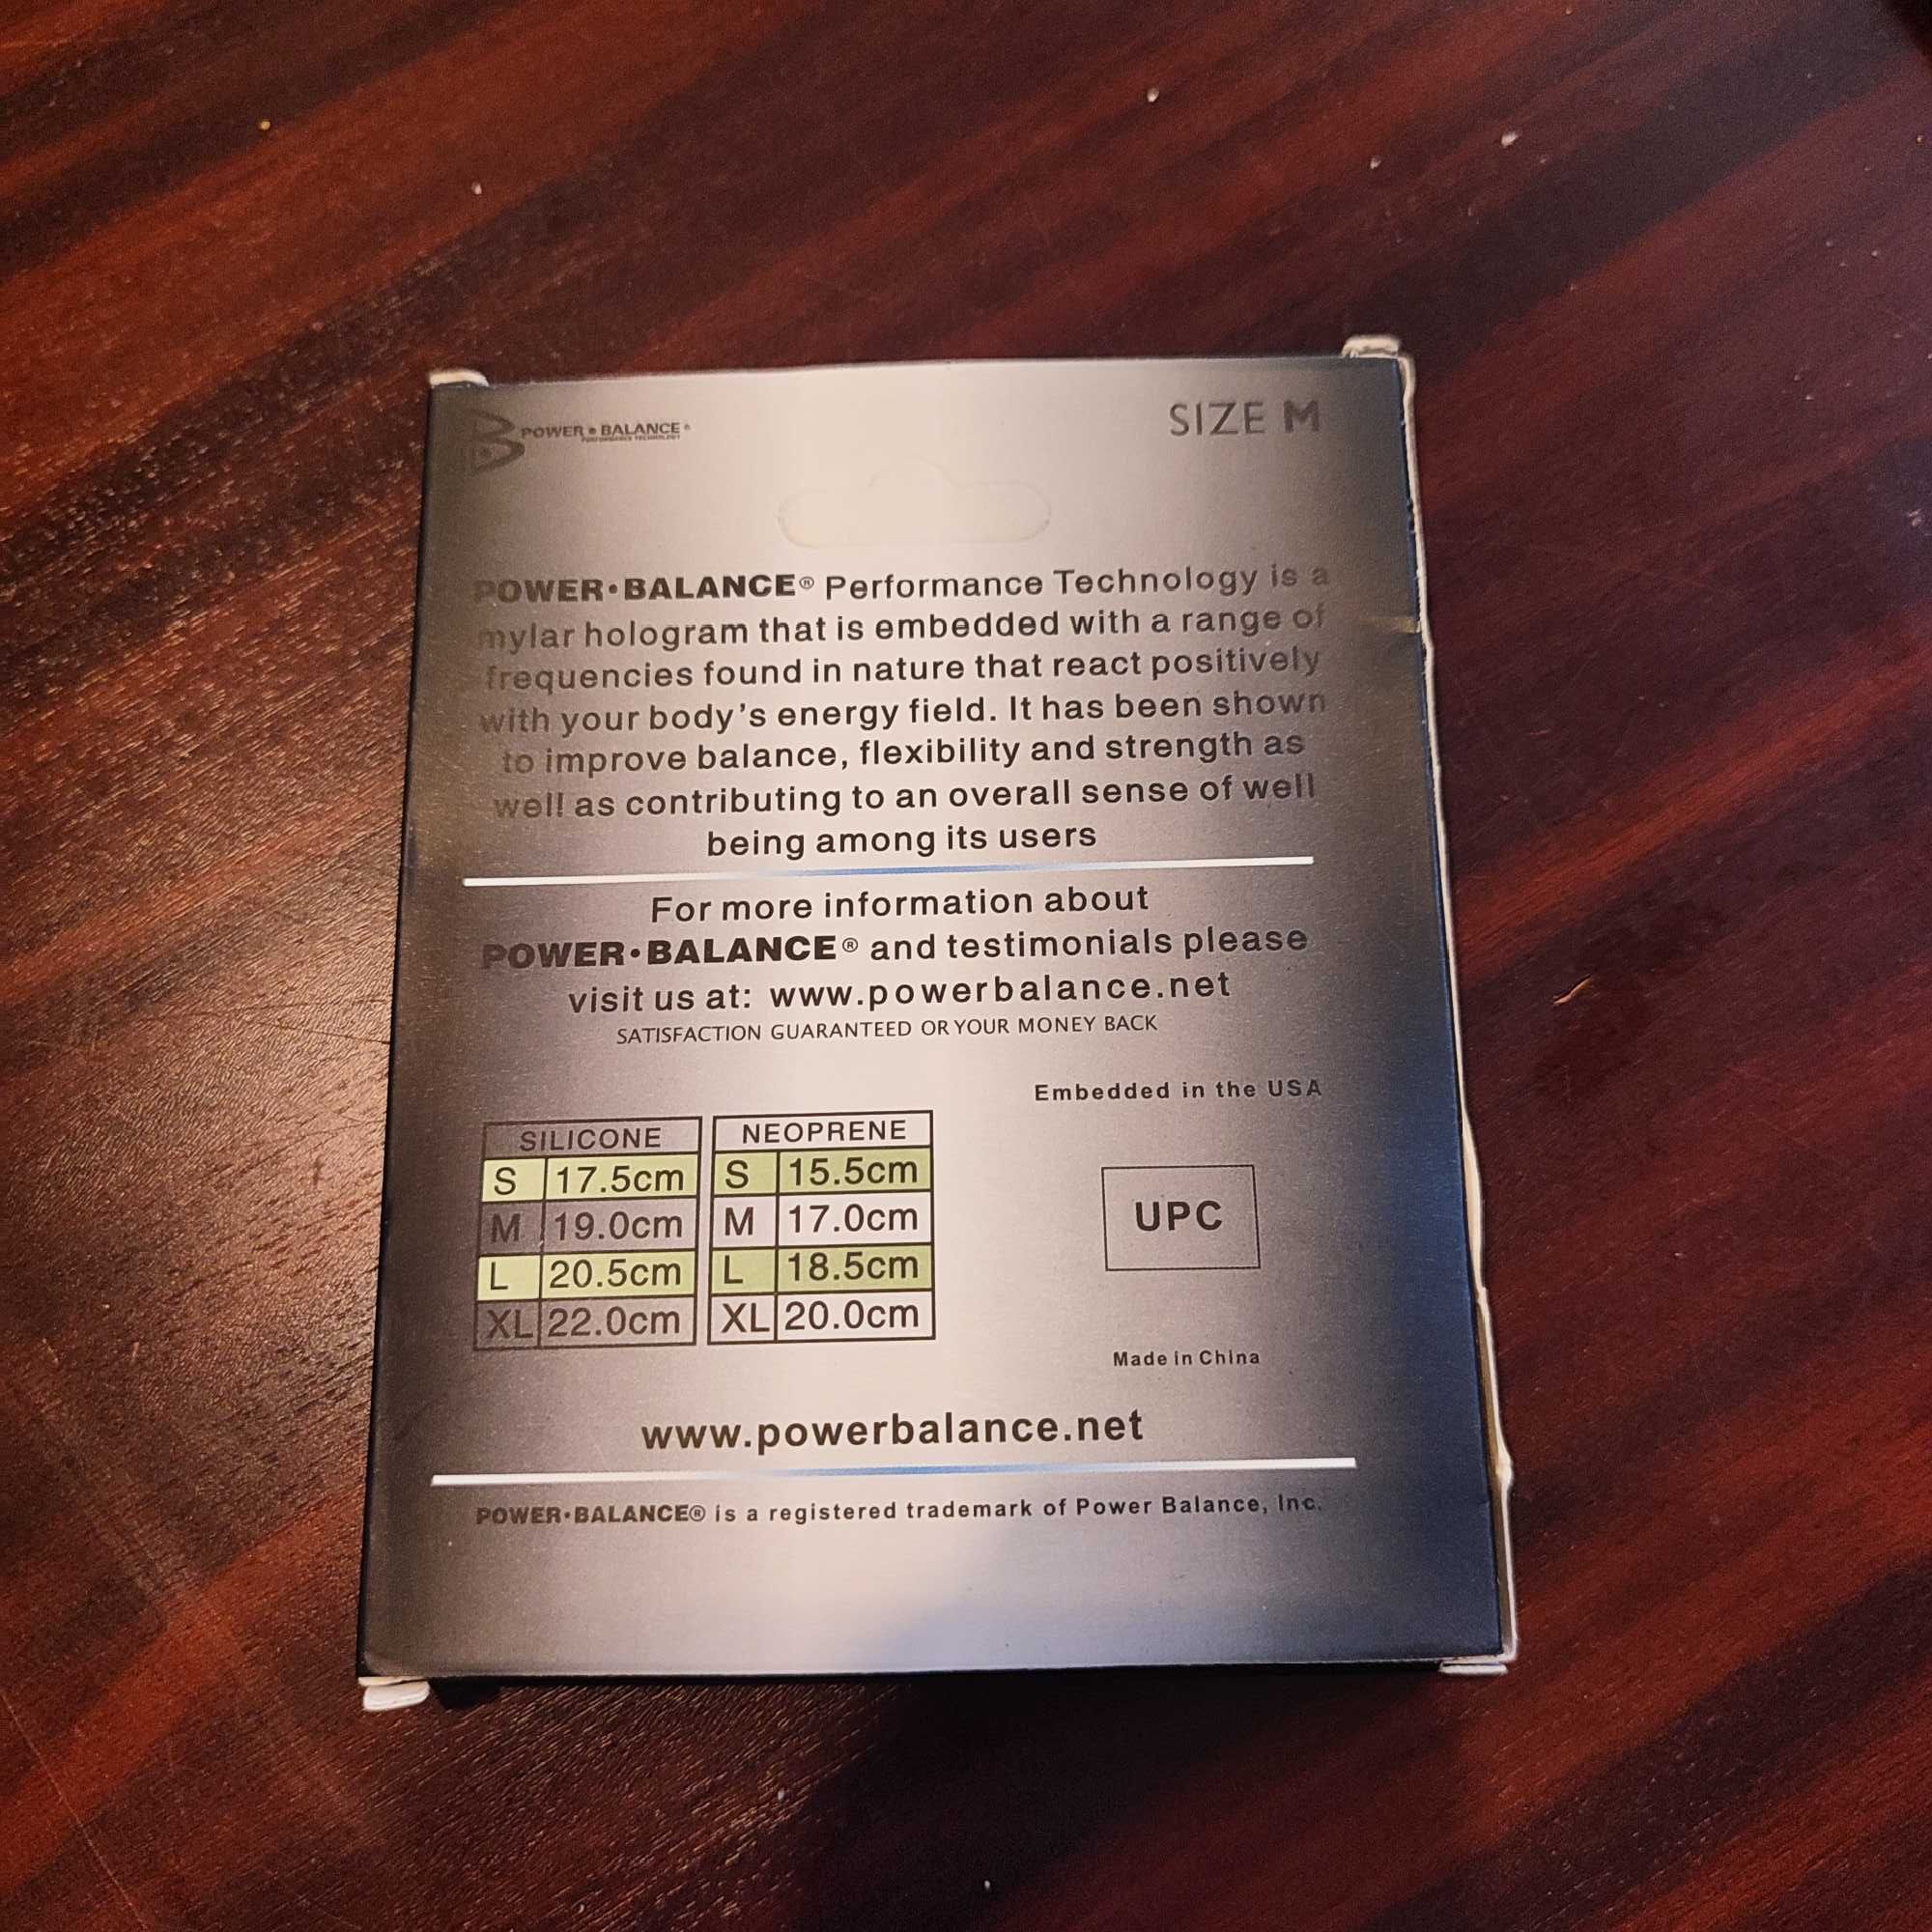 POWER • BALANCE®
PERFORMANCE TECHNOLOGY
SIZE M
POWER•BALANCE® Performance Technology is a
mylar hologram that is embedded with a range of
frequencies found in nature that react positively
with your body's energy field. It has been shown
to improve balance, flexibility and strength as
well as contributing to an overall sense of well
being among its users
For more information about
POWER•BALANCE® and testimonials please
visit us at: www.powerbalance.net
SATISFACTION GUARANTEED OR YOUR MONEY BACK
Embedded in the USA
SILICONE
S 17.5cm
M 19.0cm
L 20.5cm
XL 22.0cm
NEOPRENE
S 15.5cm
M 17.0cm
L 18.5cm
XL 20.0cm
UPC
Made in China
www.powerbalance.net
POWER•BALANCE® is a registered trademark of Power Balance, Inc.